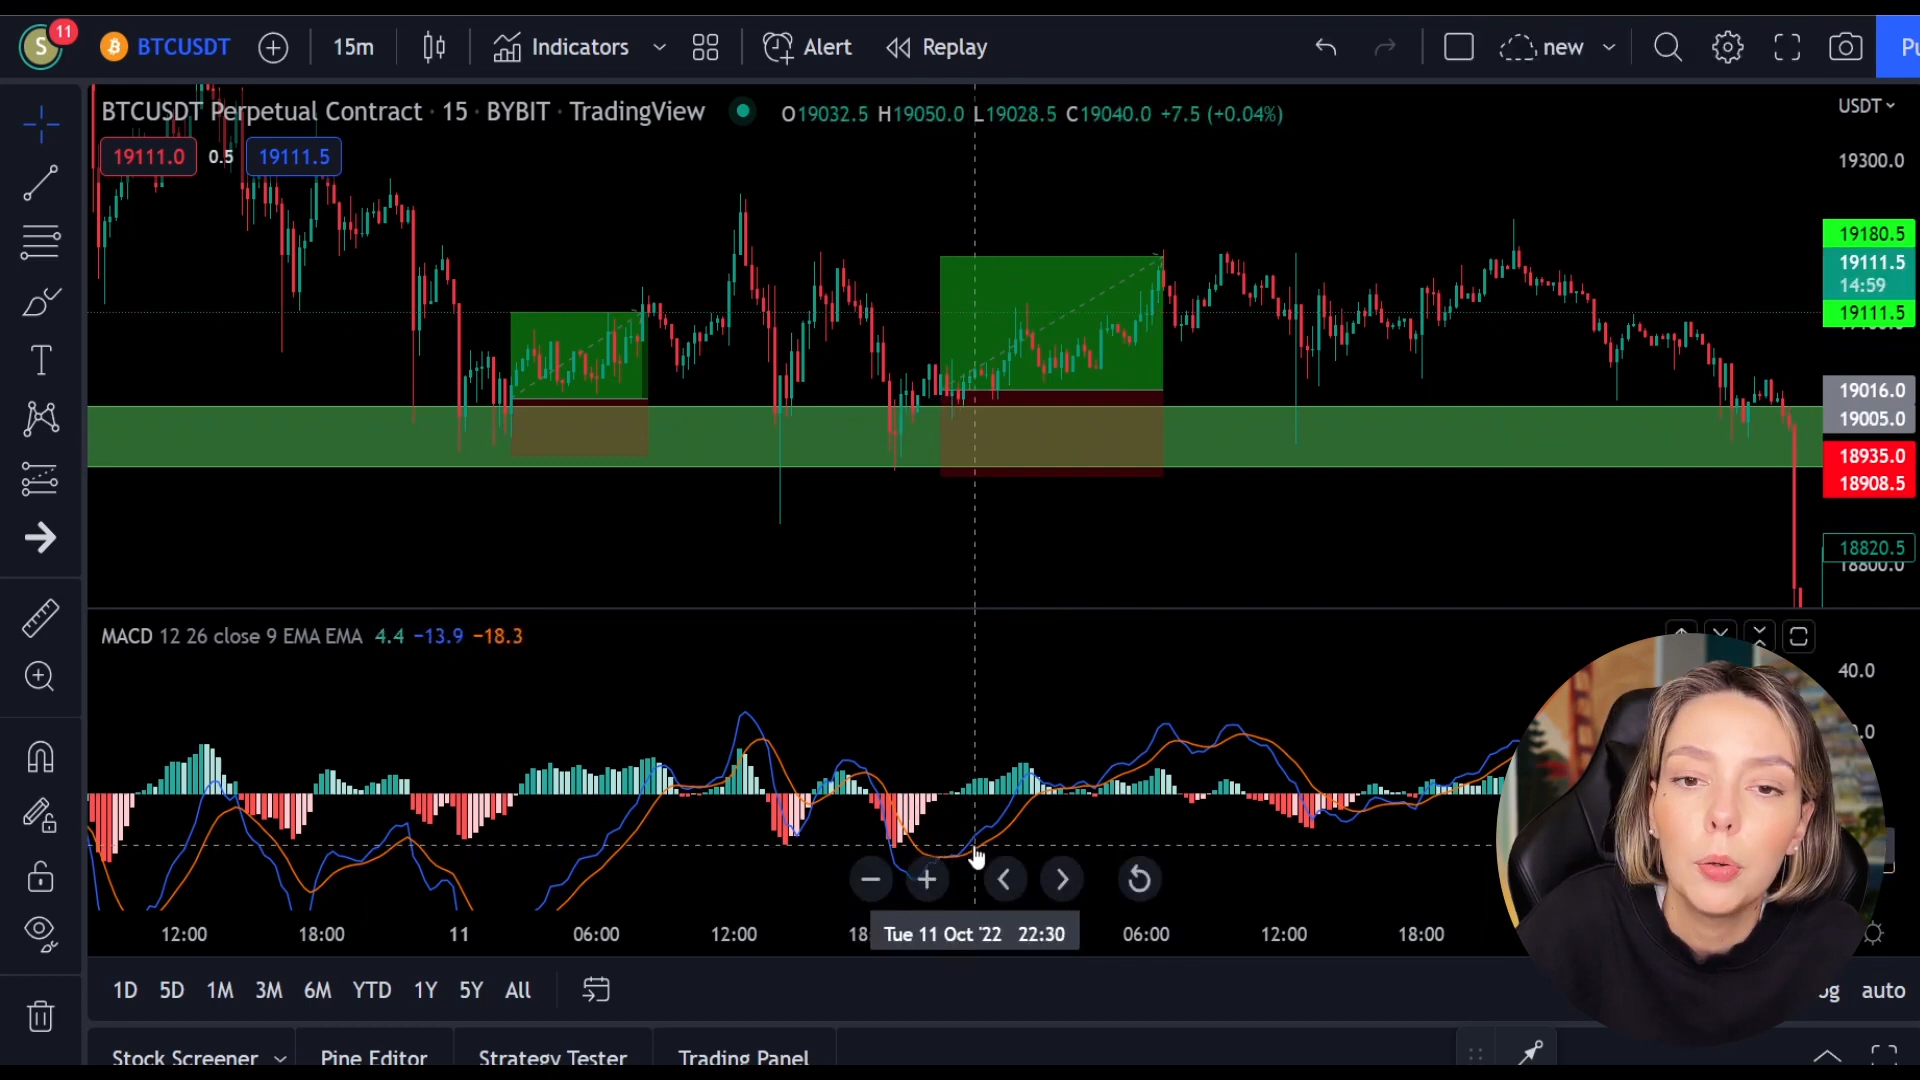 S 11 BTCUSDT 15m Indicators Alert Replay new
BTCUSDT Perpetual Contract · 15 · BYBIT · TradingView O19032.5 H19050.0 L19028.5 C19040.0 +7.5 (+0.04%) USDT
19111.0 0.5 19111.5
19300.0
19180.5
19111.5
14:59
19111.5
19016.0
19005.0
18935.0
18908.5
18820.5
18800.0
MACD 12 26 close 9 EMA EMA 4.4 −13.9 −18.3
40.0
12:00 18:00 11 06:00 12:00 18: Tue 11 Oct '22 22:30 06:00 12:00 18:00
1D 5D 1M 3M 6M YTD 1Y 5Y All auto
Stock Screener Pine Editor Strategy Tester Trading Panel